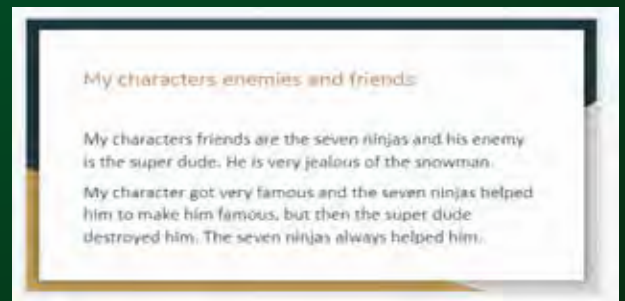 My characters enemies and friends
My characters friends are the seven ninjas and his enemy
is the super dude. He is very jealous of the snowman.
My character got very famous and the seven ninjas helped
him to make him famous, but then the super dude
destroyed him. The seven ninjas always helped him.